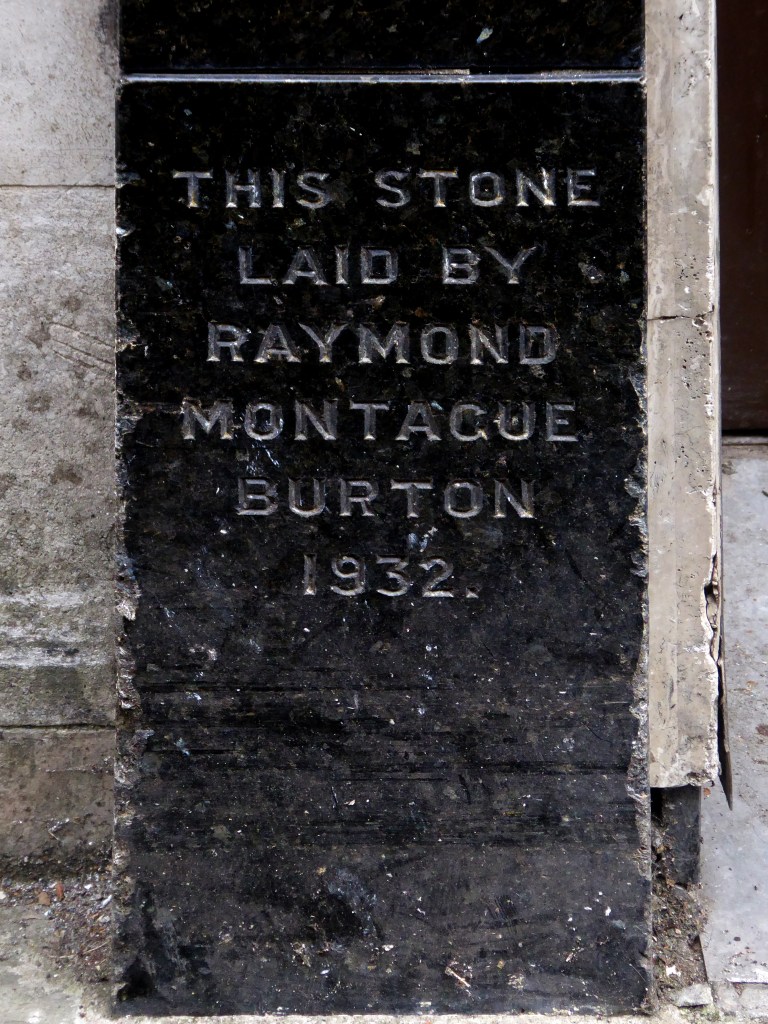 THIS STONE
LAID BY
RAYMOND
MONTAGUE
BURTON
1932.